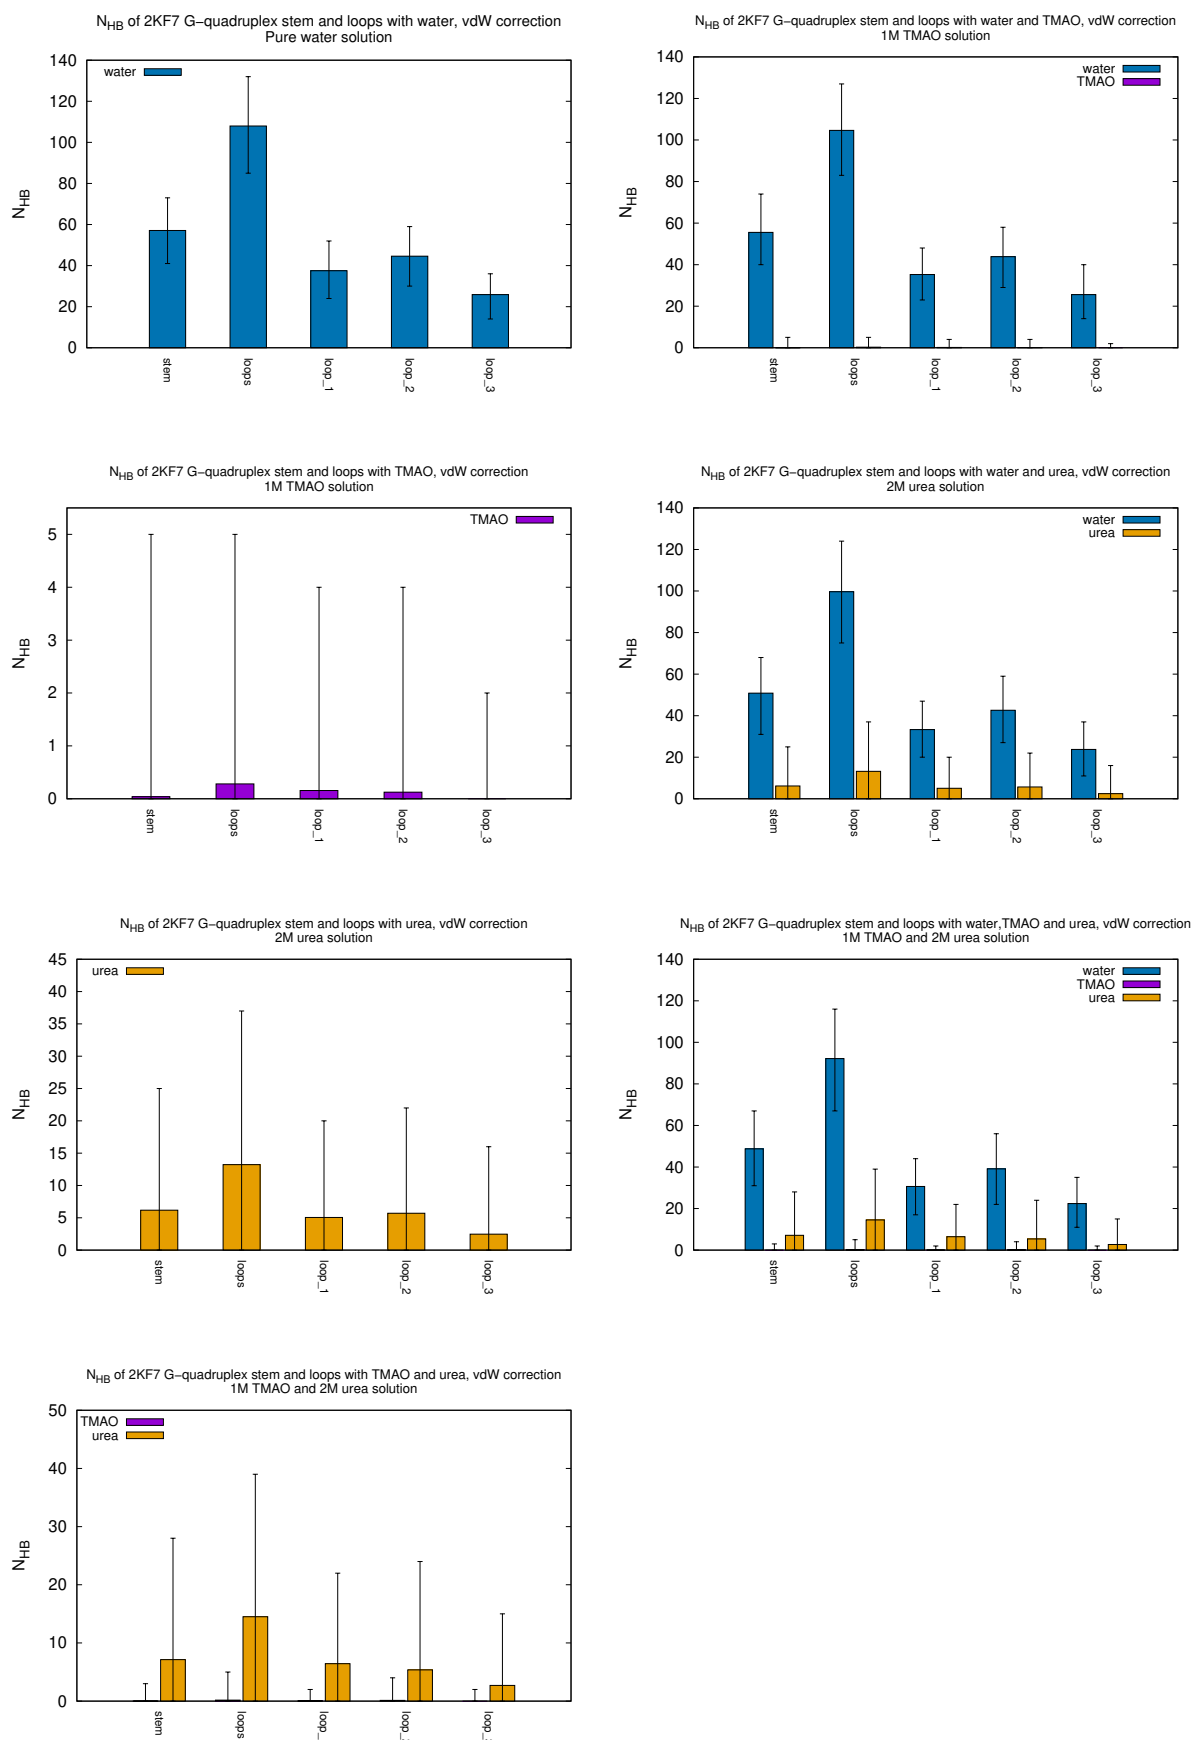 N_HB of 2KF7 G−quadruplex stem and loops with water, vdW correction
Pure water solution
water
N_HB
140
120
100
80
60
40
20
0
stem
loops
loop_1
loop_2
loop_3
N_HB of 2KF7 G−quadruplex stem and loops with water and TMAO, vdW correction
1M TMAO solution
water
TMAO
N_HB
140
120
100
80
60
40
20
0
stem
loops
loop_1
loop_2
loop_3
N_HB of 2KF7 G−quadruplex stem and loops with TMAO, vdW correction
1M TMAO solution
TMAO
N_HB
5
4
3
2
1
0
stem
loops
loop_1
loop_2
loop_3
N_HB of 2KF7 G−quadruplex stem and loops with water and urea, vdW correction
2M urea solution
water
urea
N_HB
140
120
100
80
60
40
20
0
stem
loops
loop_1
loop_2
loop_3
N_HB of 2KF7 G−quadruplex stem and loops with urea, vdW correction
2M urea solution
urea
N_HB
45
40
35
30
25
20
15
10
5
0
stem
loops
loop_1
loop_2
loop_3
N_HB of 2KF7 G−quadruplex stem and loops with water,TMAO and urea, vdW correction
1M TMAO and 2M urea solution
water
TMAO
urea
N_HB
140
120
100
80
60
40
20
0
stem
loops
loop_1
loop_2
loop_3
N_HB of 2KF7 G−quadruplex stem and loops with TMAO and urea, vdW correction
1M TMAO and 2M urea solution
TMAO
urea
N_HB
50
40
30
20
10
0
stem
loops
loop_
loop_
loop_